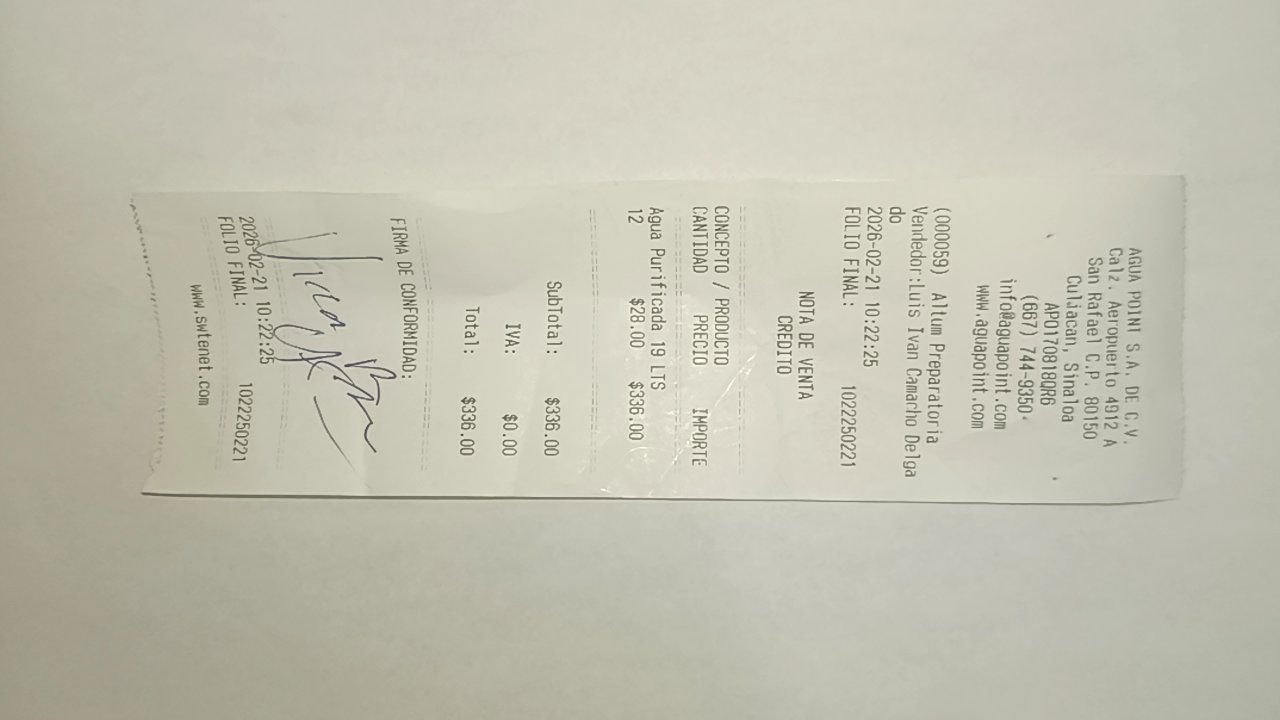 AGUA POINT S.A. DE C.V.
Calz. Aeropuerto 4912 A
San Rafael C.P. 80150
Culiacan, Sinaloa
APO170818QR6
(667) 744-9350
info@aguapoint.com
www.aguapoint.com
(000059) Altum Preparatoria
Vendedor:Luis Ivan Camacho Delga
do
2026-02-21 10:22:25
FOLIO FINAL: 1022250221
NOTA DE VENTA
CREDITO
CONCEPTO / PRODUCTO
CANTIDAD PRECIO IMPORTE
Agua Purificada 19 LTS
12 $28.00 $336.00
SubTotal: $336.00
IVA: $0.00
Total: $336.00
FIRMA DE CONFORMIDAD:
2026-02-21 10:22:25
FOLIO FINAL: 1022250221
www.swtenet.com